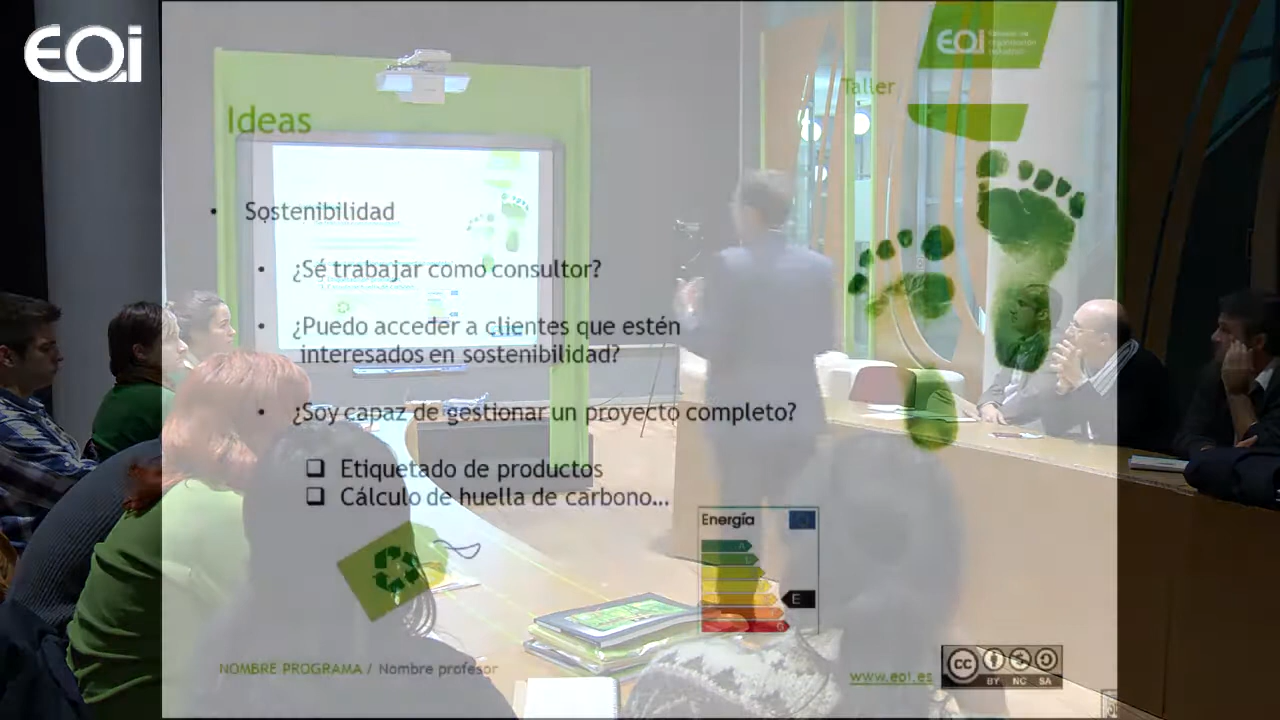 EOi
EOi
Taller
Ideas
• Sostenibilidad
• ¿Sé trabajar como consultor?
• ¿Puedo acceder a clientes que estén
interesados en sostenibilidad?
• ¿Soy capaz de gestionar un proyecto completo?
❑ Etiquetado de productos
❑ Cálculo de huella de carbono...
Energía
E
NOMBRE PROGRAMA / Nombre profesor
www.eoi.es
cc
BY NC SA